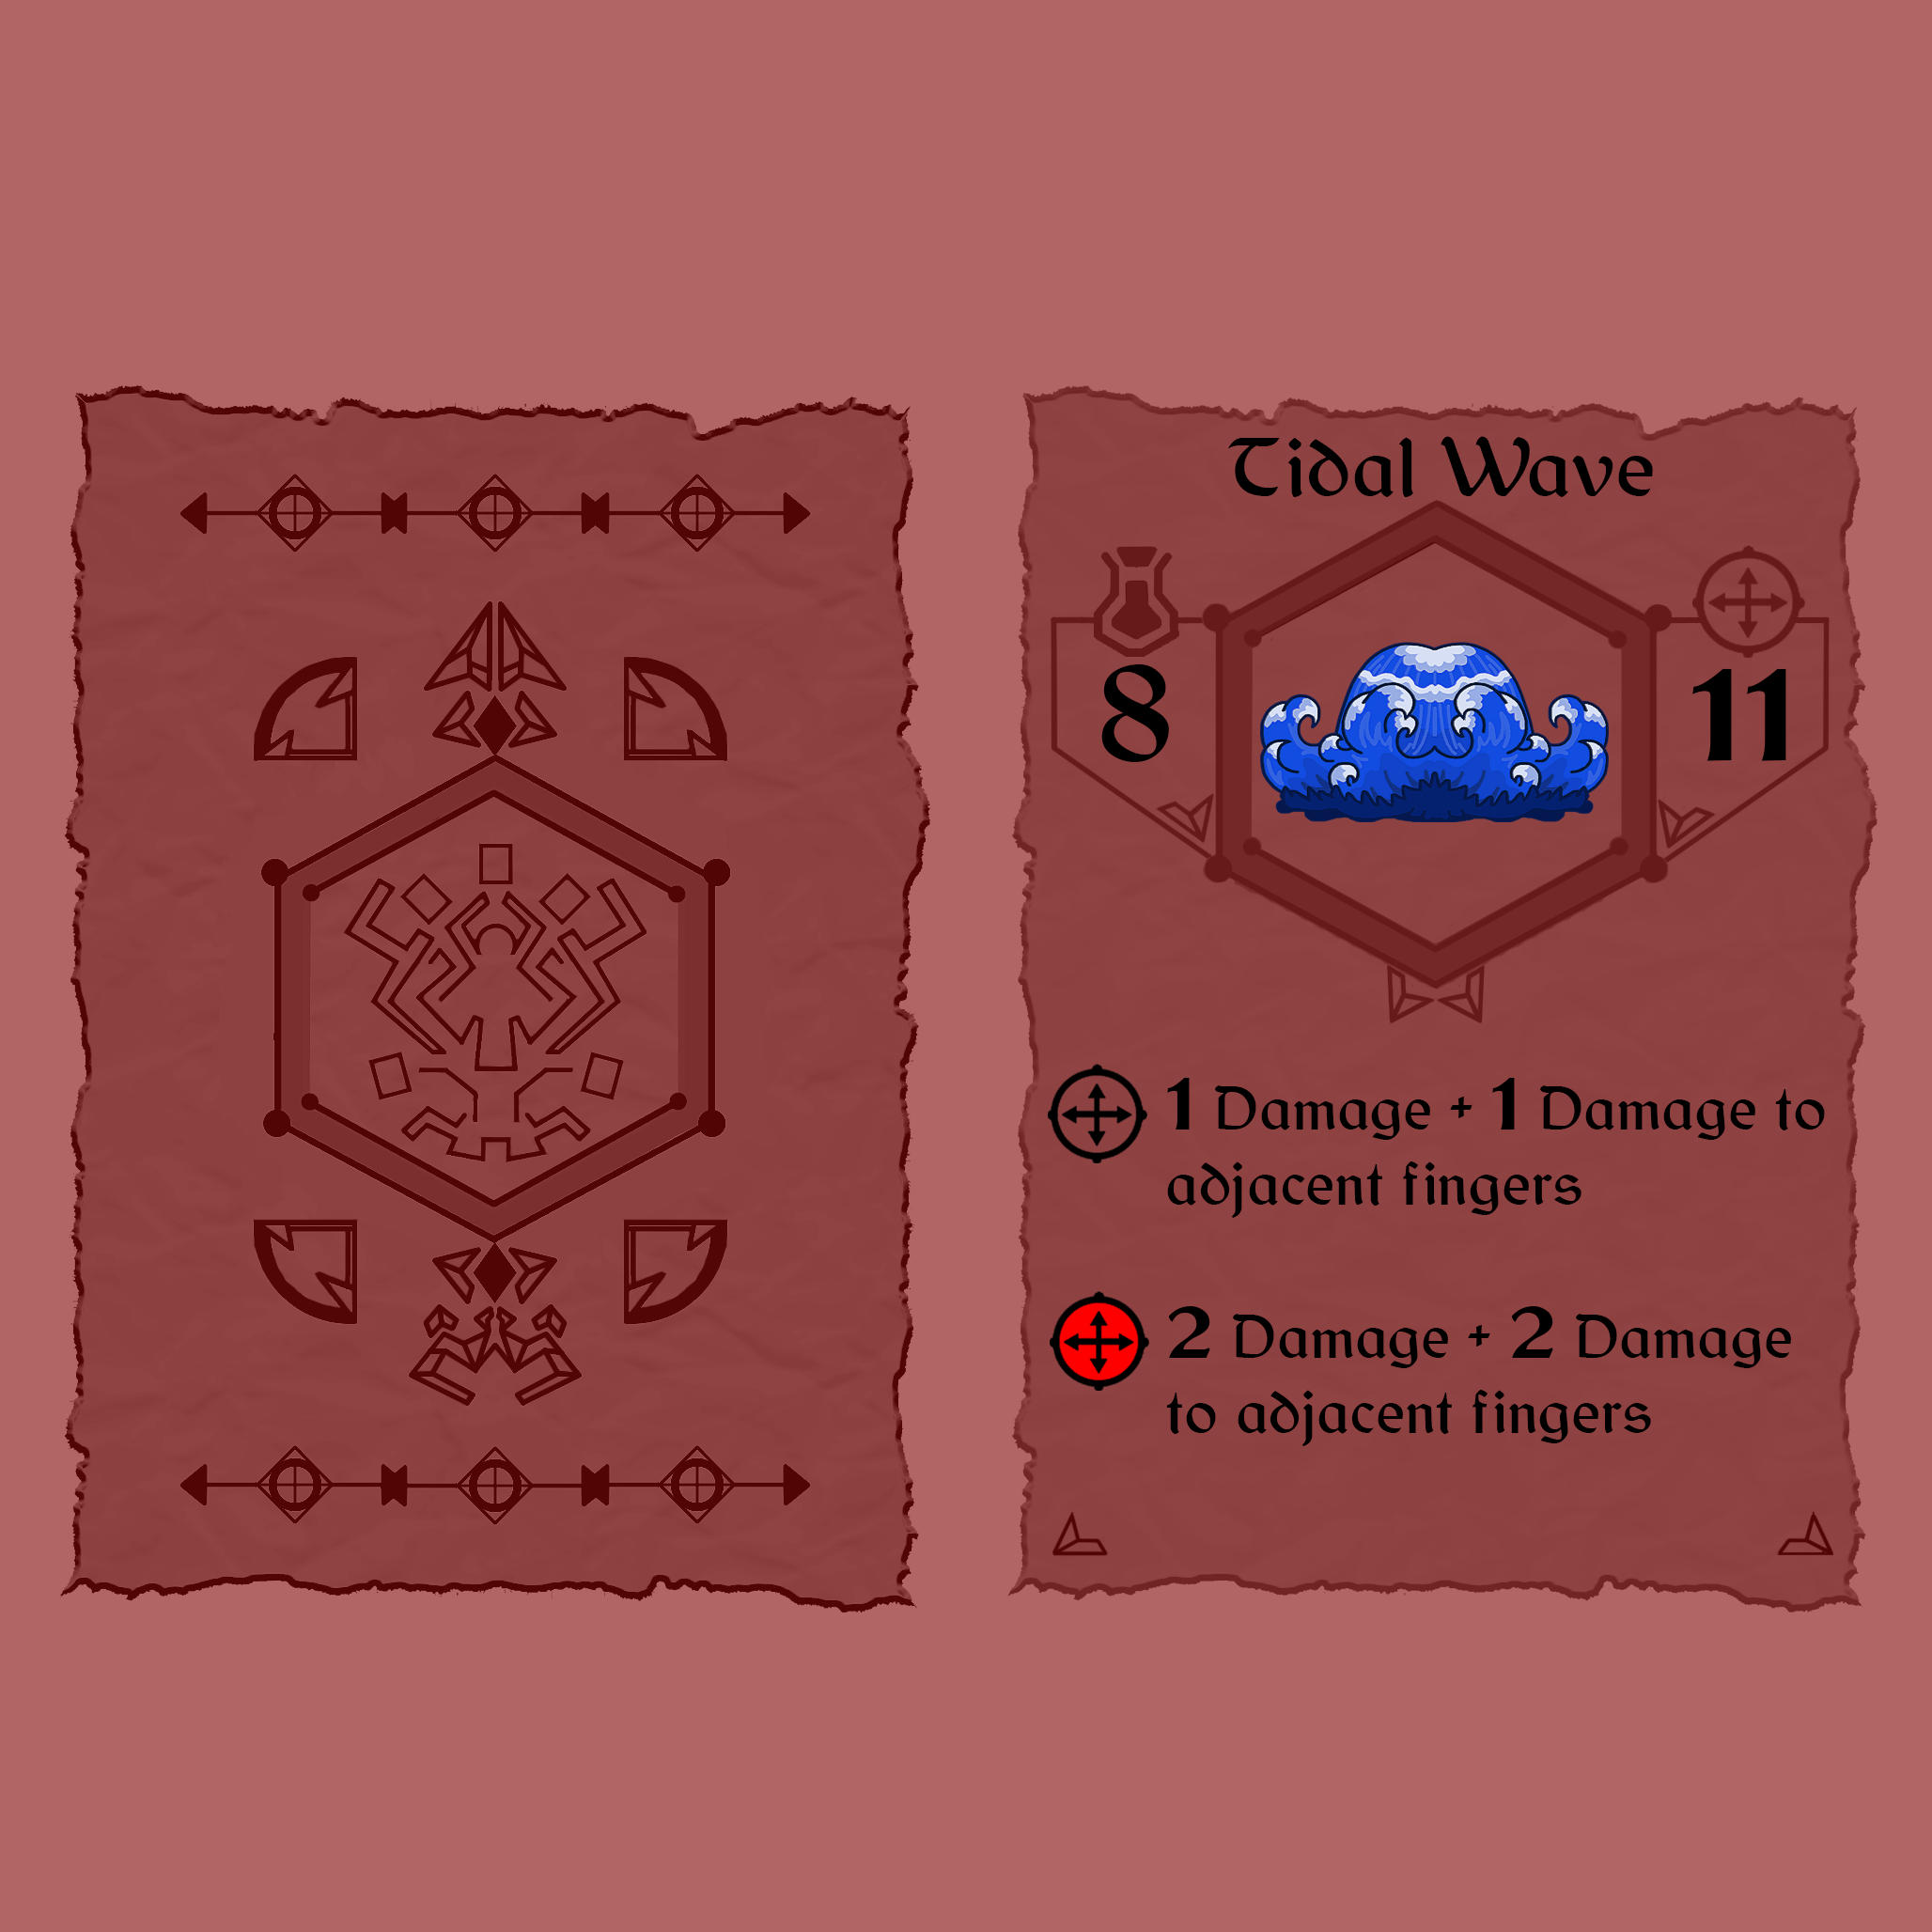 Tidal Wave
8
11
1 Damage + 1 Damage to
adjacent fingers
2 Damage + 2 Damage
to adjacent fingers